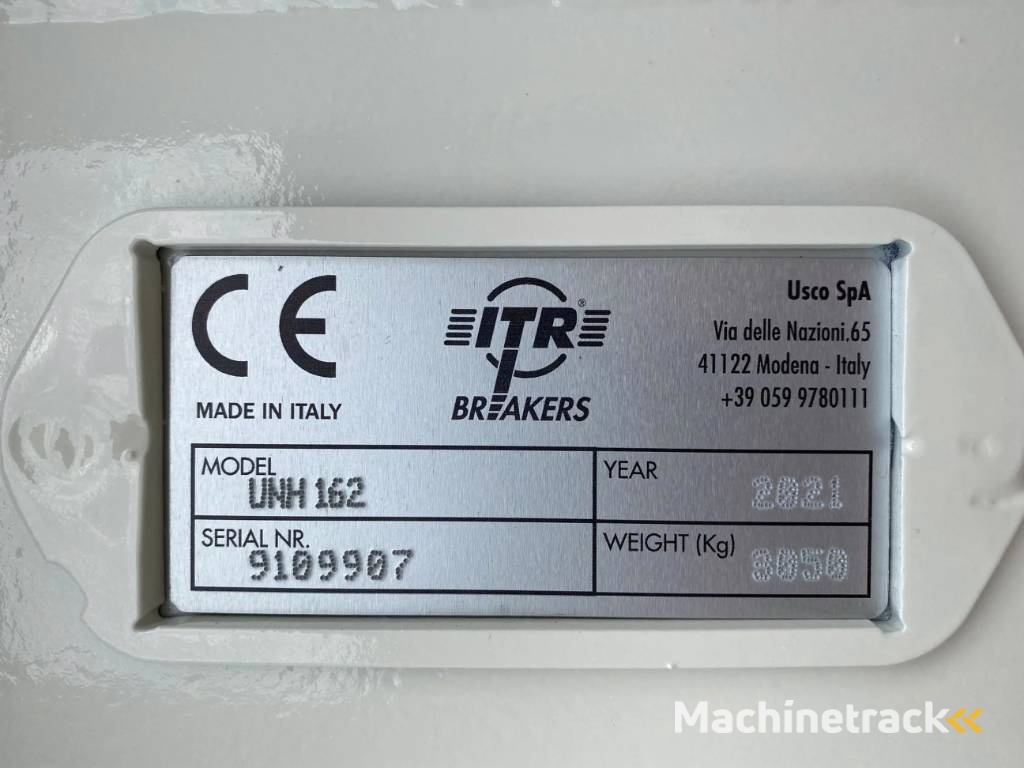 CE
MADE IN ITALY
ITR®
BREAKERS
Usco SpA
Via delle Nazioni.65
41122 Modena - Italy
+39 059 9780111
MODEL
UNH 162
YEAR
2021
SERIAL NR.
9109907
WEIGHT (Kg)
3050
Machinetrack